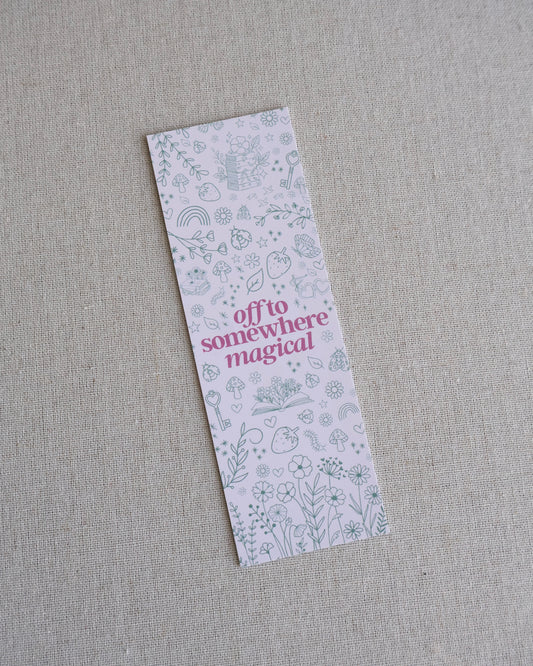 off to
somewhere
magical